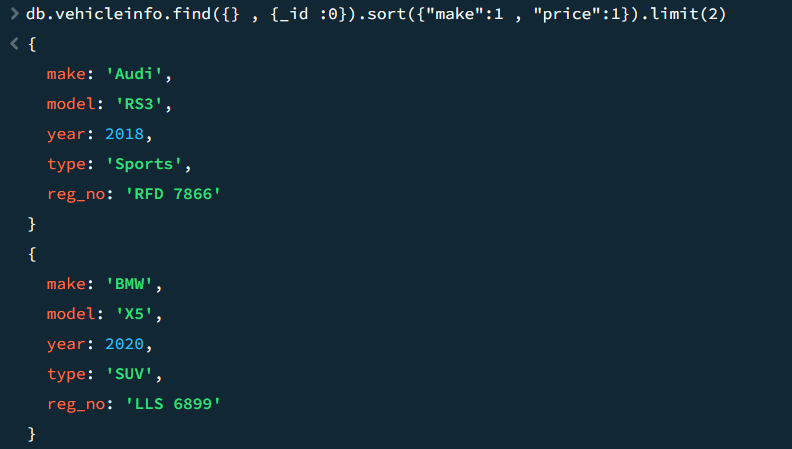 > db.vehicleinfo.find({} , {_id :0}).sort({"make":1 , "price":1}).limit(2)
< {
make: 'Audi',
model: 'RS3',
year: 2018,
type: 'Sports',
reg_no: 'RFD 7866'
}
{
make: 'BMW',
model: 'X5',
year: 2020,
type: 'SUV',
reg_no: 'LLS 6899'
}